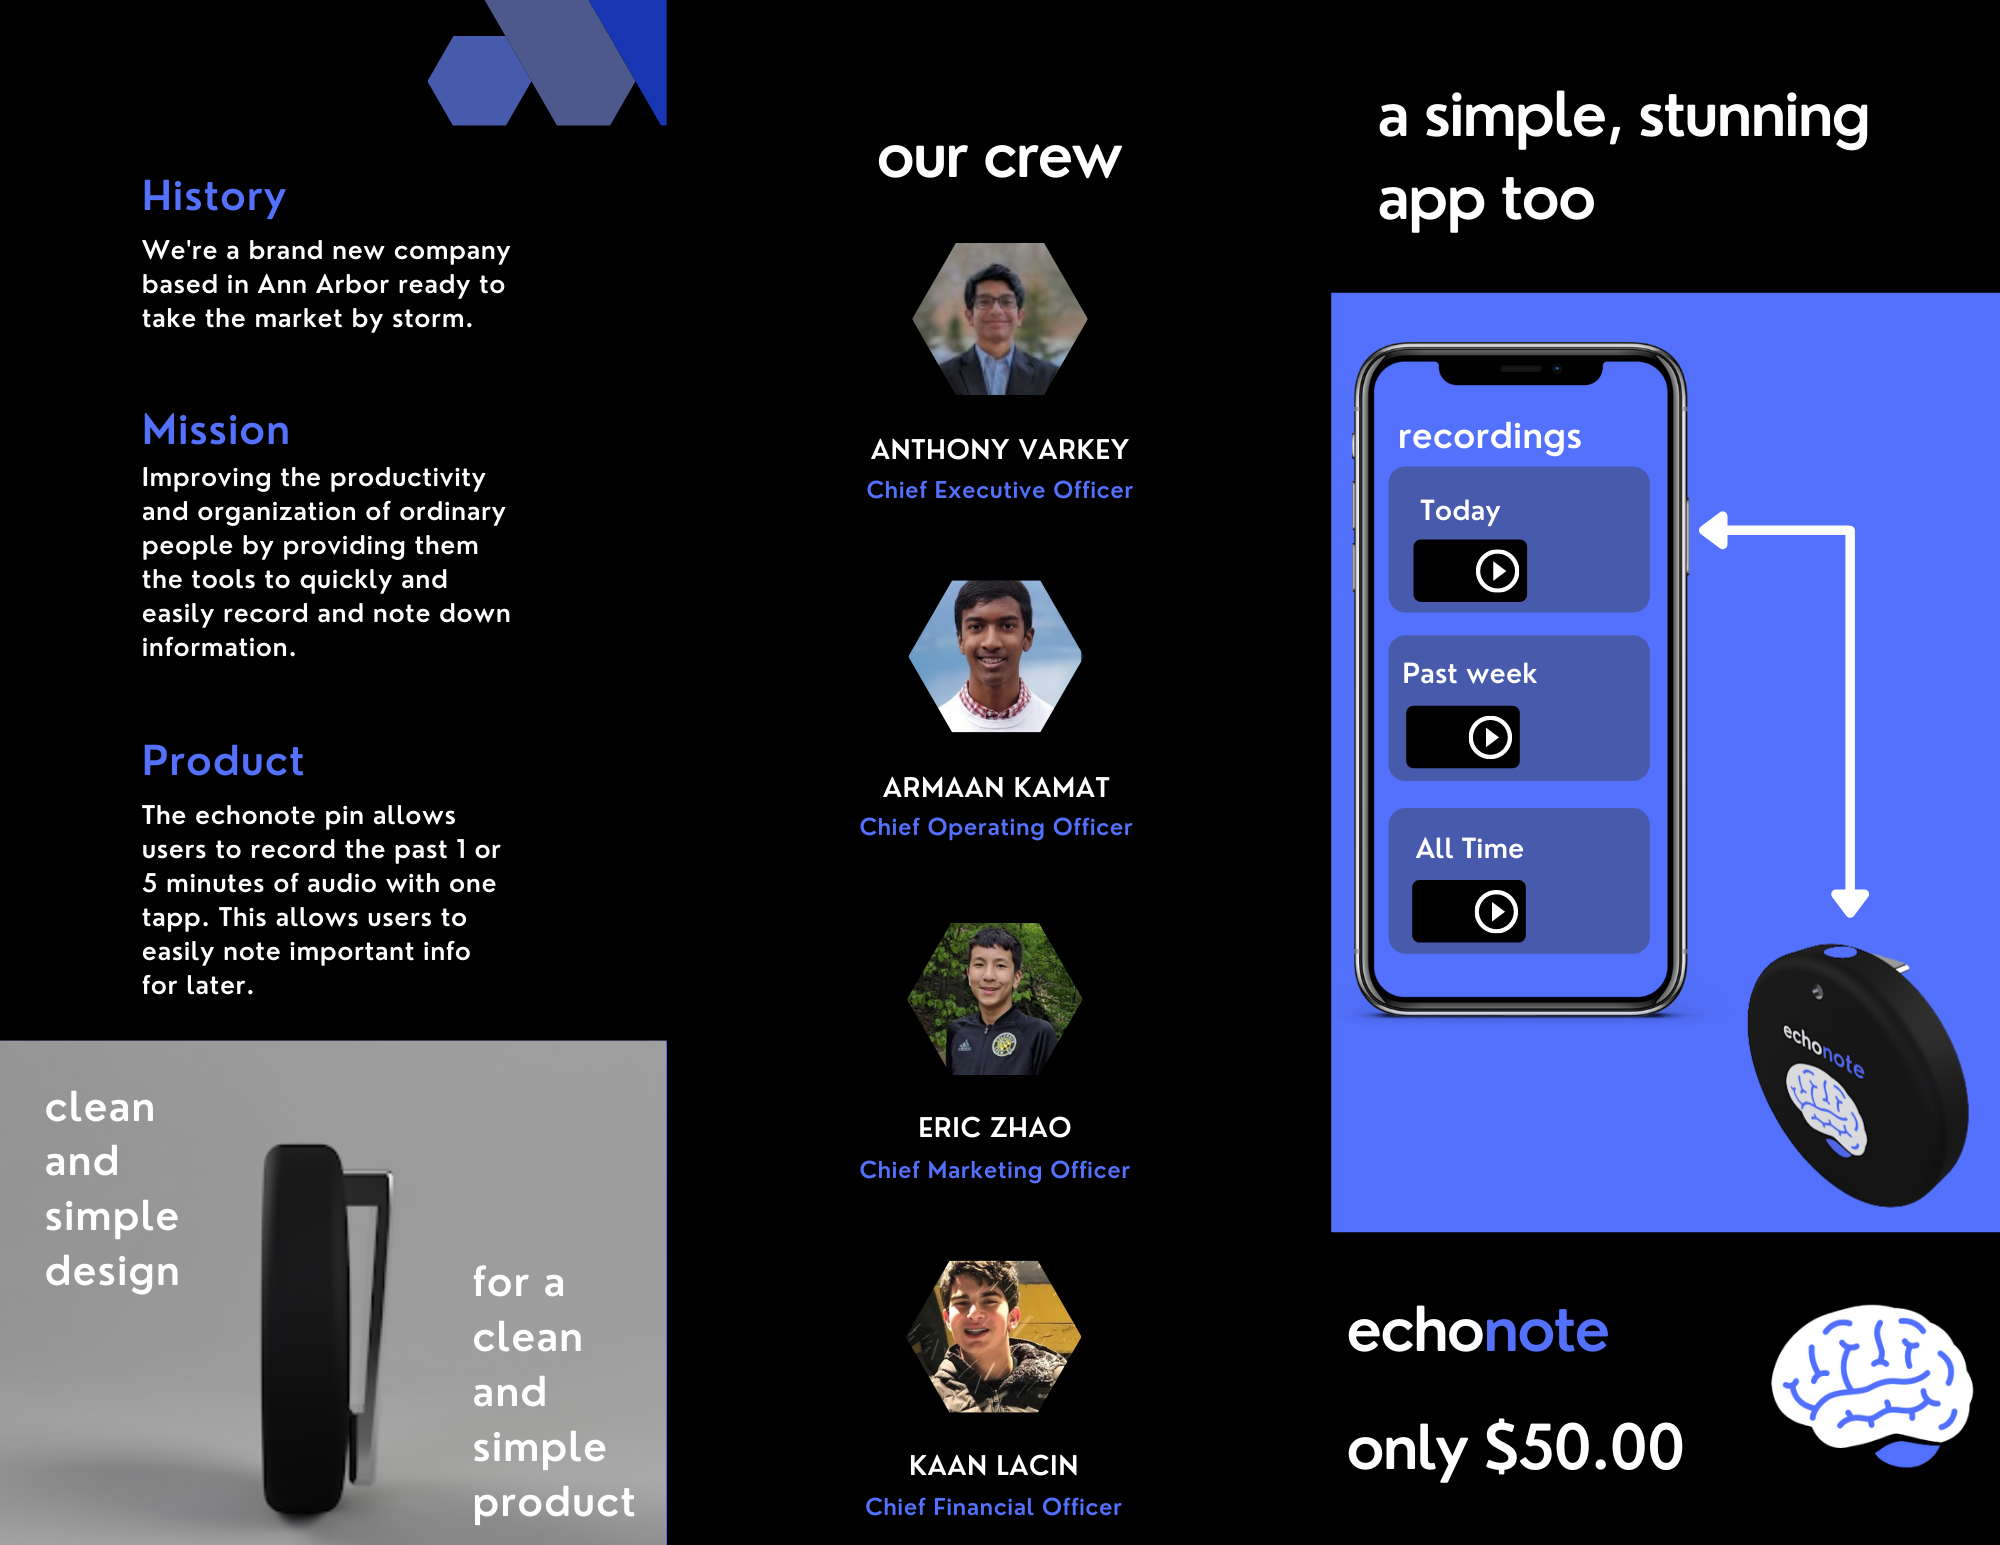 History
We're a brand new company
based in Ann Arbor ready to
take the market by storm.
Mission
Improving the productivity
and organization of ordinary
people by providing them
the tools to quickly and
easily record and note down
information.
Product
The echonote pin allows
users to record the past 1 or
5 minutes of audio with one
tapp. This allows users to
easily note important info
for later.
clean
and
simple
design
for a
clean
and
simple
product
our crew
ANTHONY VARKEY
Chief Executive Officer
ARMAAN KAMAT
Chief Operating Officer
ERIC ZHAO
Chief Marketing Officer
KAAN LACIN
Chief Financial Officer
a simple, stunning
app too
recordings
Today
Past week
All Time
echonote
echonote
only $50.00